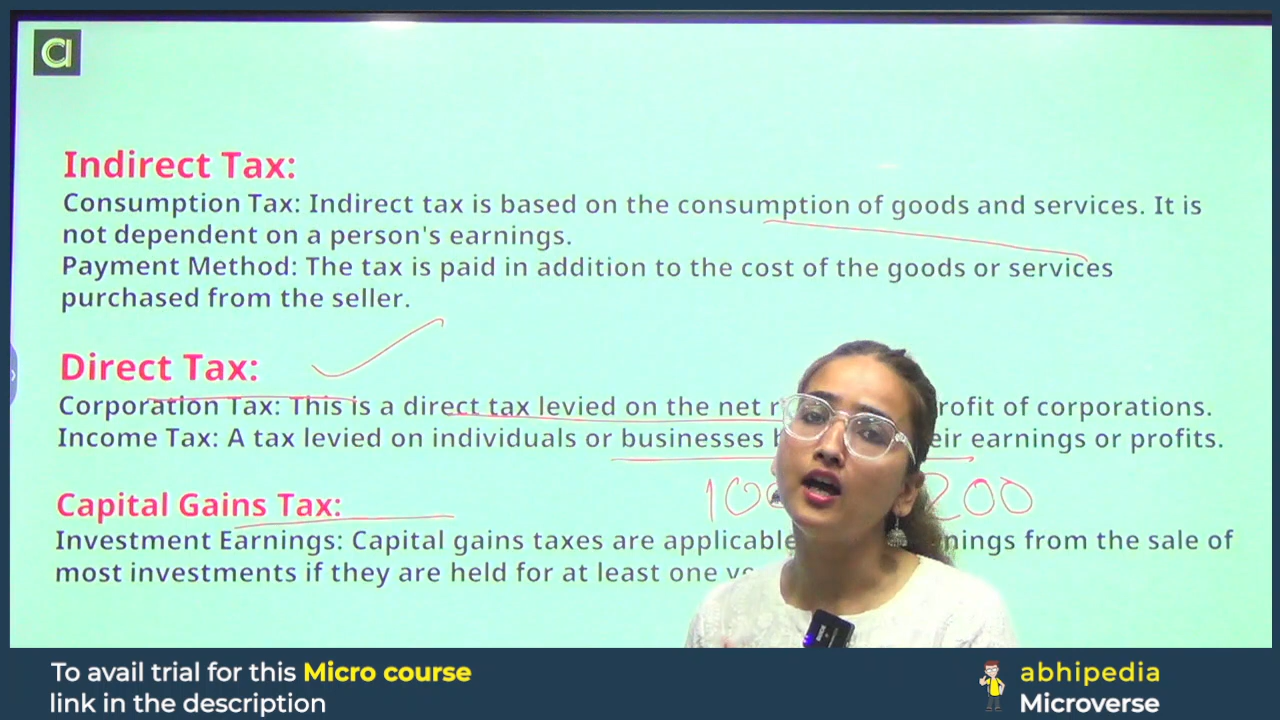 a
Indirect Tax:
Consumption Tax: Indirect tax is based on the consumption of goods and services. It is
not dependent on a person's earnings.
Payment Method: The tax is paid in addition to the cost of the goods or services
purchased from the seller.
Direct Tax:
Corporation Tax: This is a direct tax levied on the net profit of corporations.
Income Tax: A tax levied on individuals or businesses earnings or profits.
100 200
Capital Gains Tax:
Investment Earnings: Capital gains taxes are applicable from the sale of
most investments if they are held for at least one
To avail trial for this Micro course
link in the description
abhipedia
Microverse